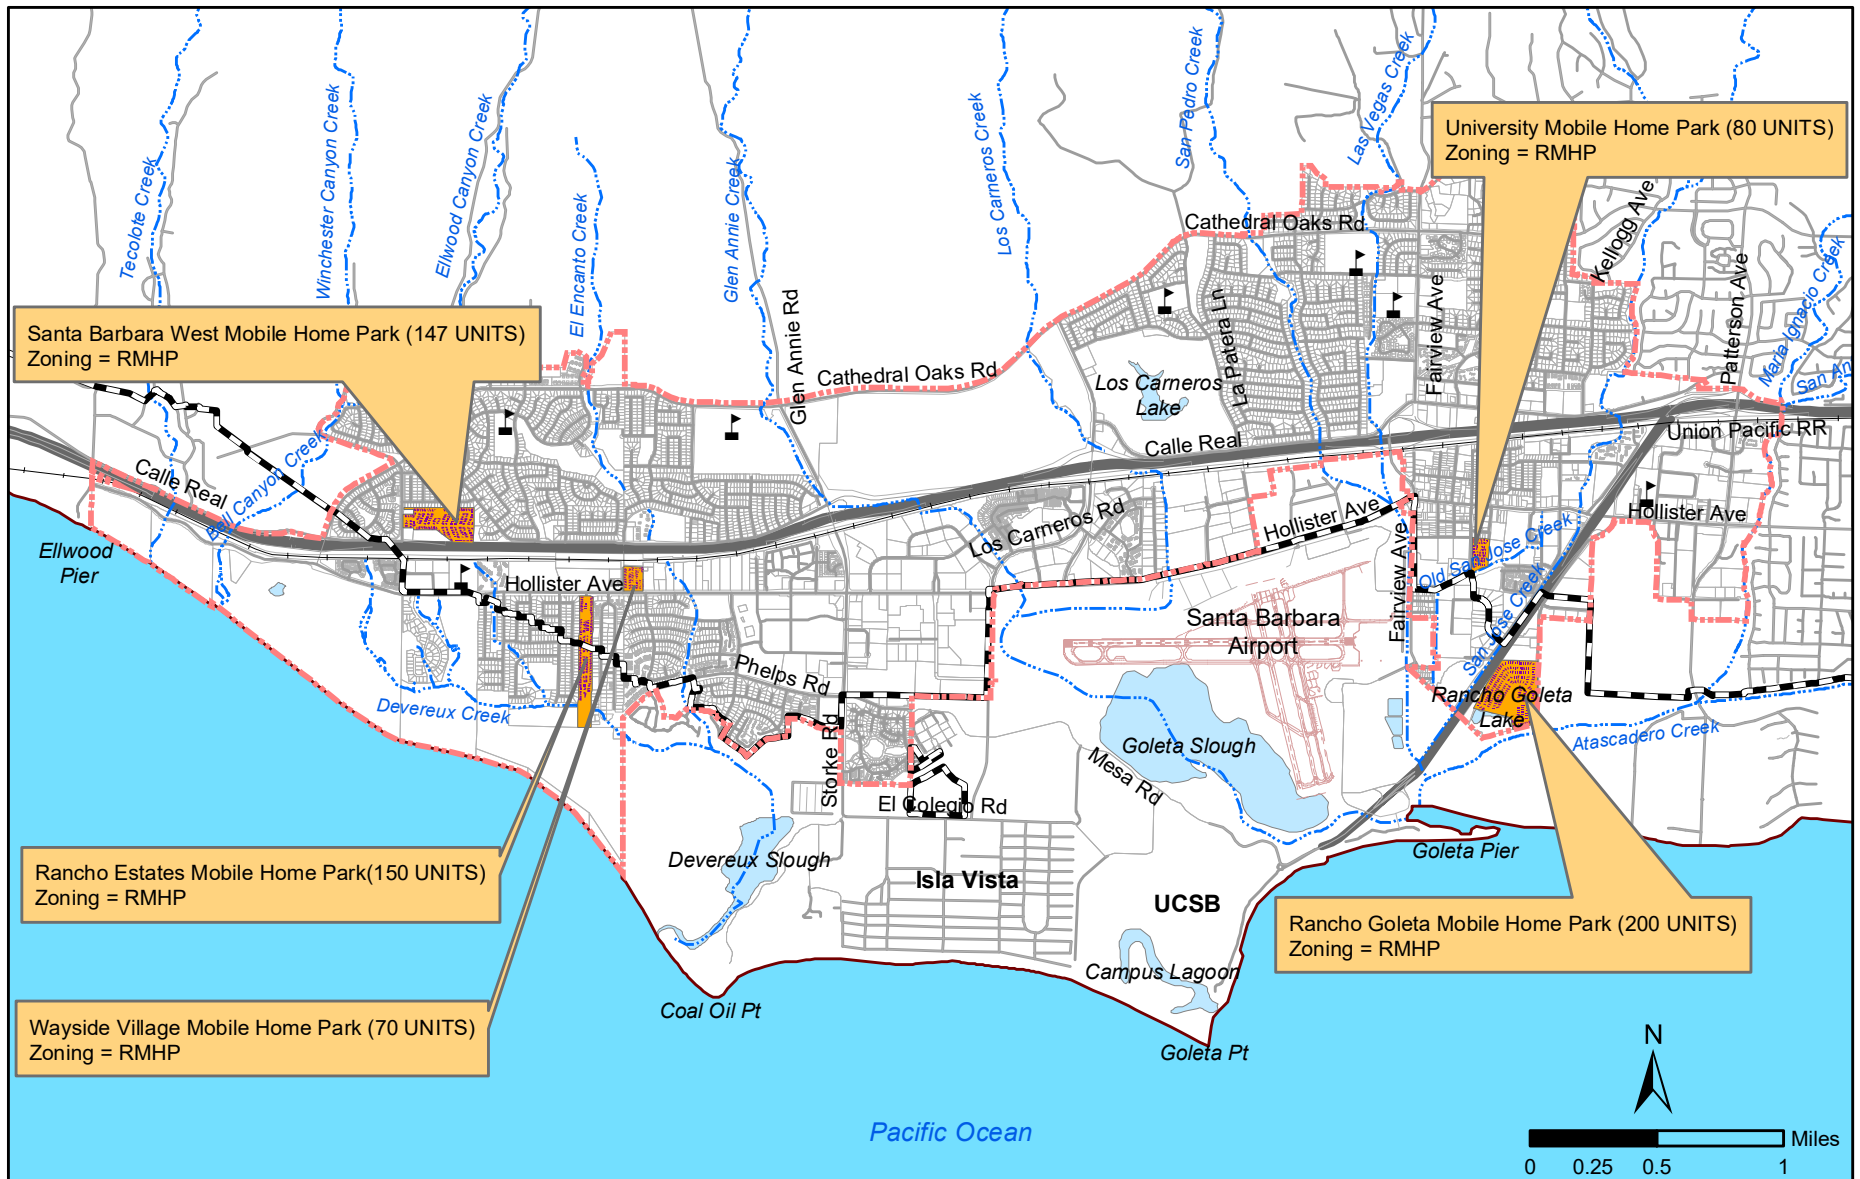 Tecolote Creek
Winchester Canyon Creek
Ellwood Canyon Creek
El Encanto Creek
Glen Annie Creek
Los Carneros Creek
San Pedro Creek
Las Vegas Creek
University Mobile Home Park (80 UNITS)
Zoning = RMHP
Cathedral Oaks Rd
Kellogg Ave
Patterson Ave
Maria Ignacio Creek
San An
Santa Barbara West Mobile Home Park (147 UNITS)
Zoning = RMHP
Glen Annie Rd
Cathedral Oaks Rd
Los Carneros
Lake
La Patera Ln
Fairview Ave
Calle Real
Union Pacific RR
Calle Real
Bell Canyon Creek
Ellwood
Pier
Los Carneros Rd
Hollister Ave
Hollister Ave
Fairview Ave
Old San Jose Creek
San Jose Creek
Hollister Ave
Santa Barbara
Airport
Phelps Rd
Devereux Creek
Storke Rd
Rancho Goleta
Lake
Atascadero Creek
Goleta Slough
Mesa Rd
El Colegio Rd
Devereux Slough
Isla Vista
UCSB
Goleta Pier
Rancho Estates Mobile Home Park(150 UNITS)
Zoning = RMHP
Rancho Goleta Mobile Home Park (200 UNITS)
Zoning = RMHP
Campus Lagoon
Coal Oil Pt
Goleta Pt
Wayside Village Mobile Home Park (70 UNITS)
Zoning = RMHP
Pacific Ocean
N
Miles
0 0.25 0.5 1